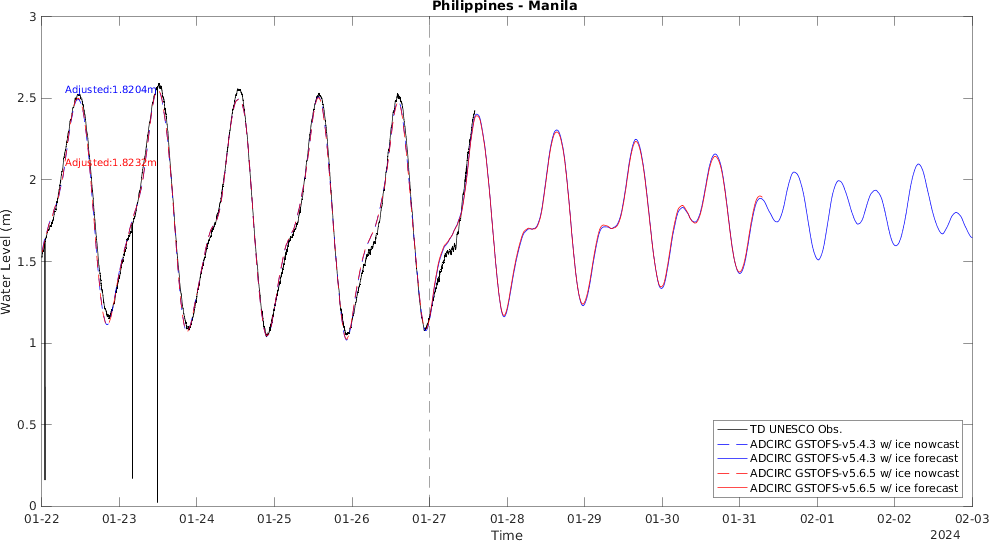 Philippines - Manila
3
2.5
2
1.5
1
0.5
0
Water Level (m)
Adjusted:1.8204m
Adjusted:1.8232m
TD UNESCO Obs.
ADCIRC GSTOFS-v5.4.3 w/ ice nowcast
ADCIRC GSTOFS-v5.4.3 w/ ice forecast
ADCIRC GSTOFS-v5.6.5 w/ ice nowcast
ADCIRC GSTOFS-v5.6.5 w/ ice forecast
01-22 01-23 01-24 01-25 01-26 01-27 01-28 01-29 01-30 01-31 02-01 02-02 02-03
Time
2024